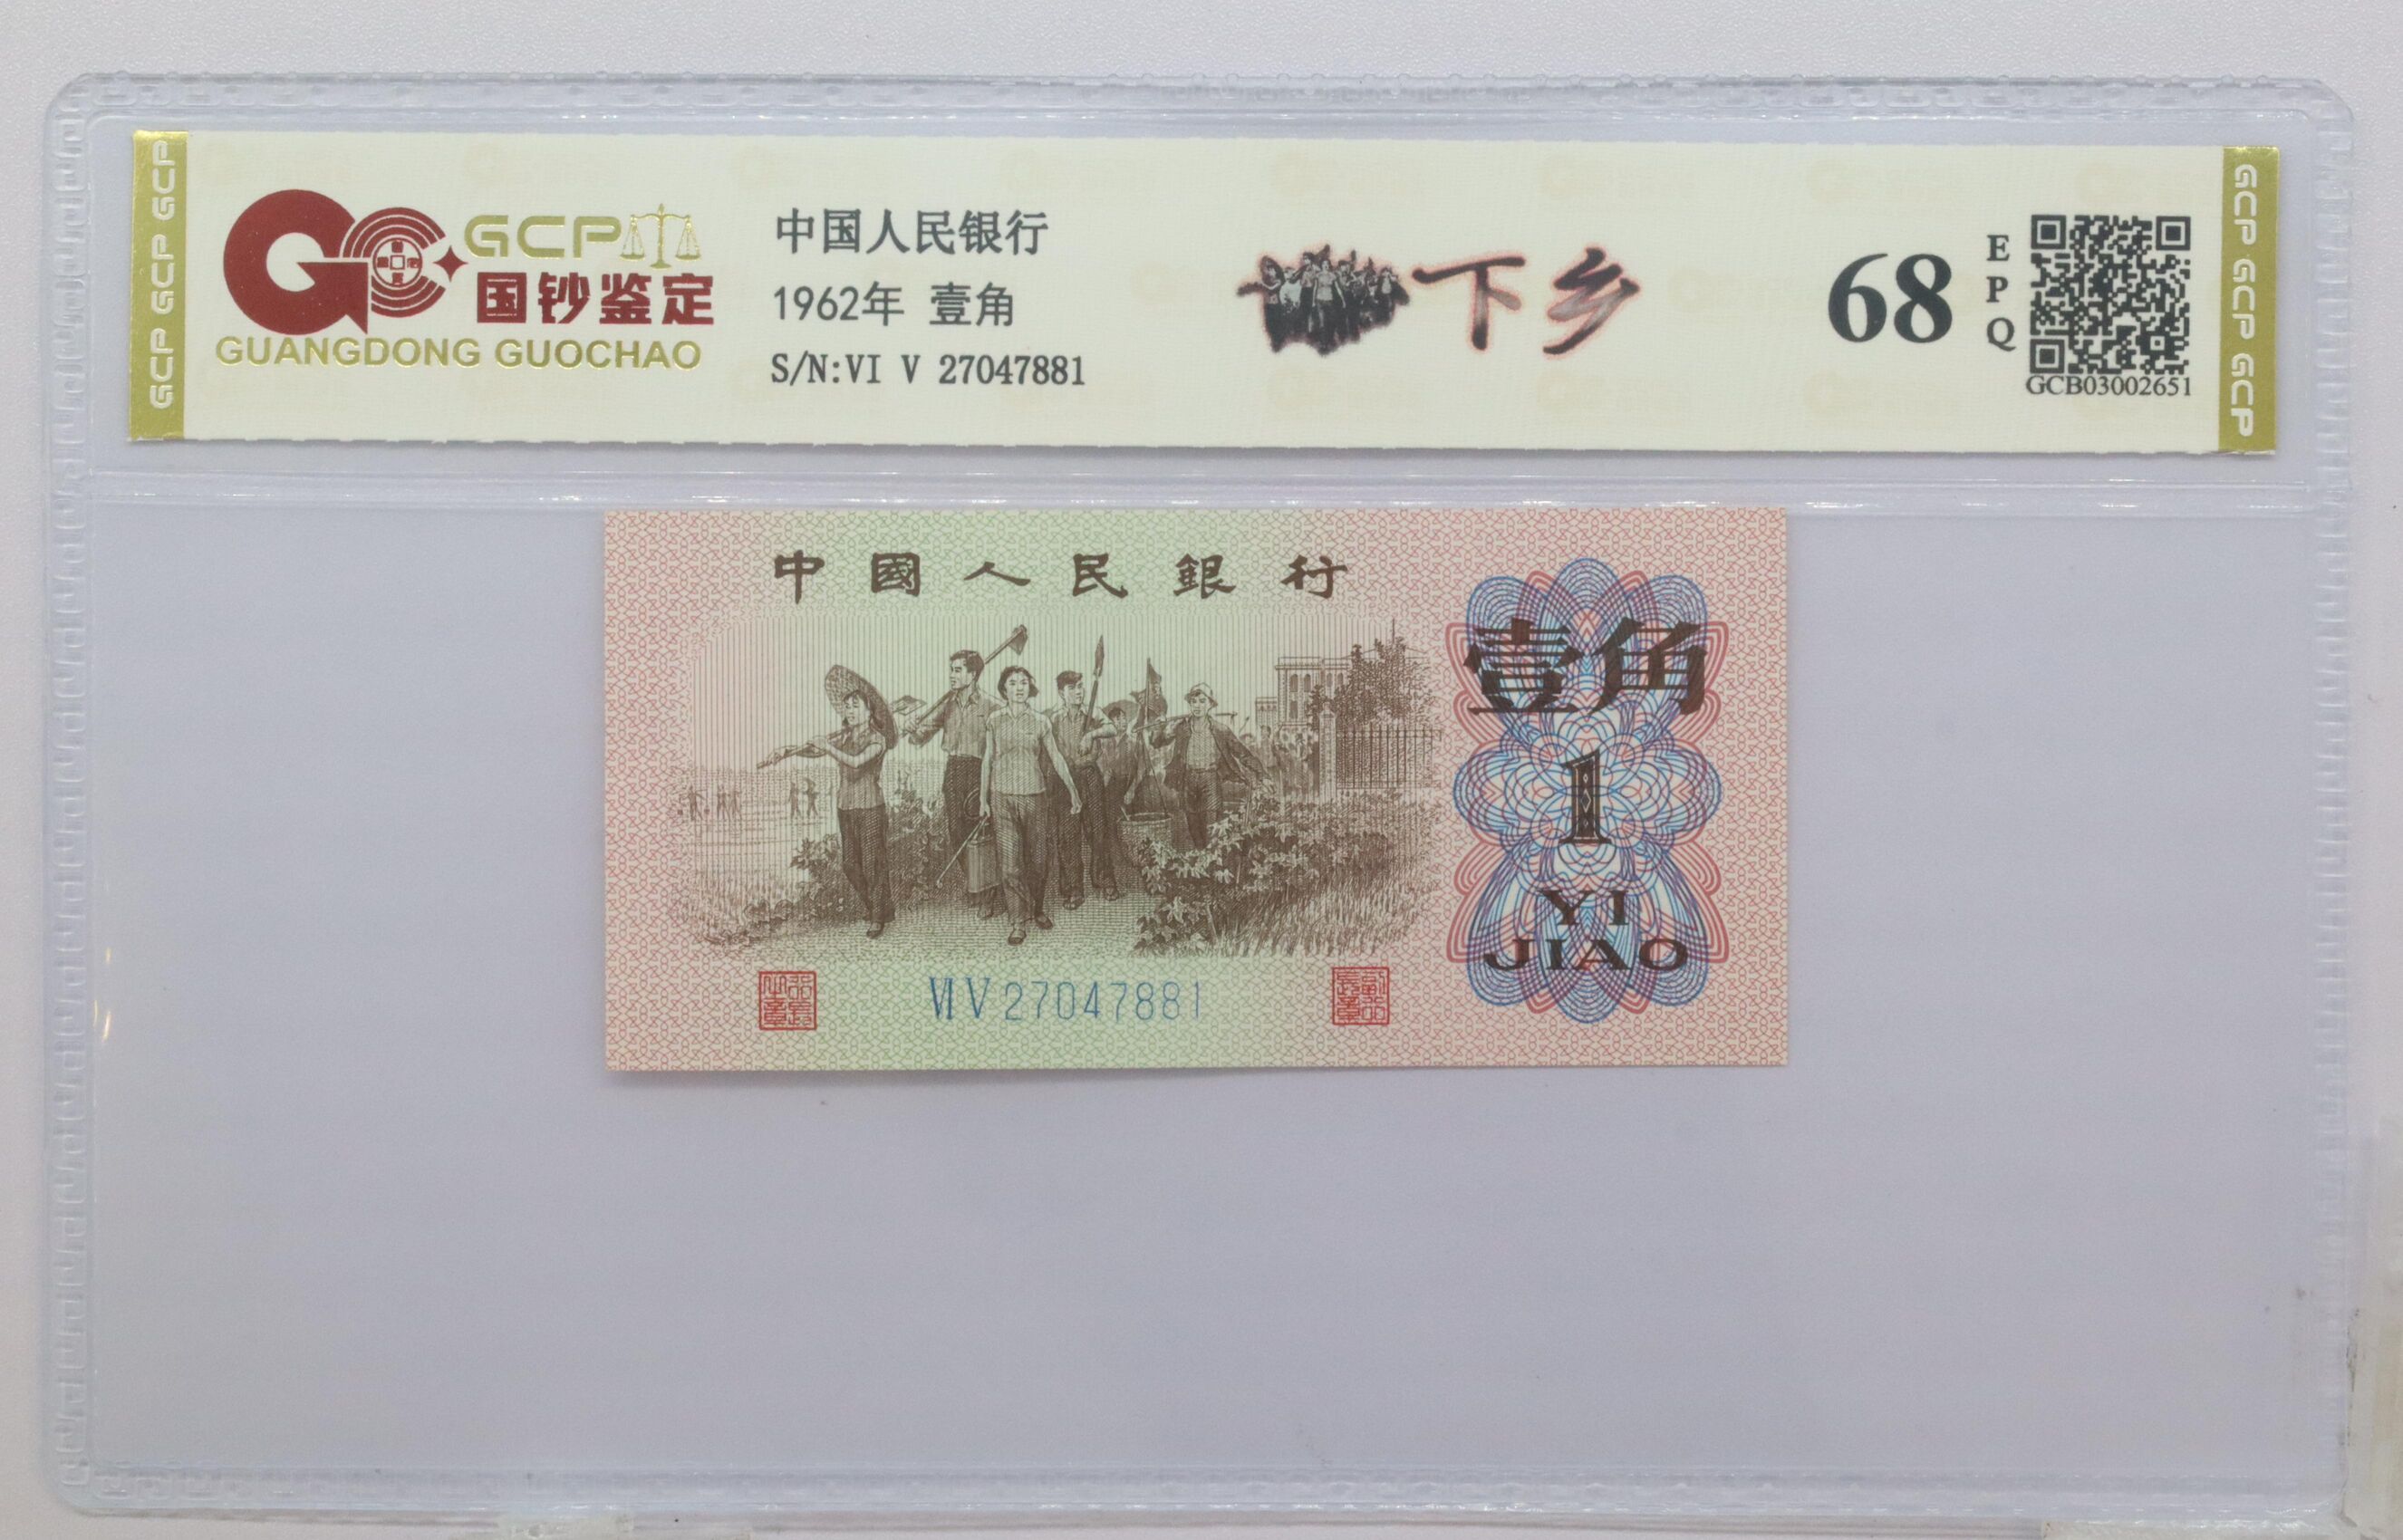 GCP GCP GCP
GCP
国钞鉴定
GUANGDONG GUOCHAO
中国人民银行
1962年 壹角
S/N:VI V 27047881
下乡
68
EPQ
GCB03002651
GCP GCP GCP
中國人民銀行
壹角
1
YI
JIAO
VI V 27047881